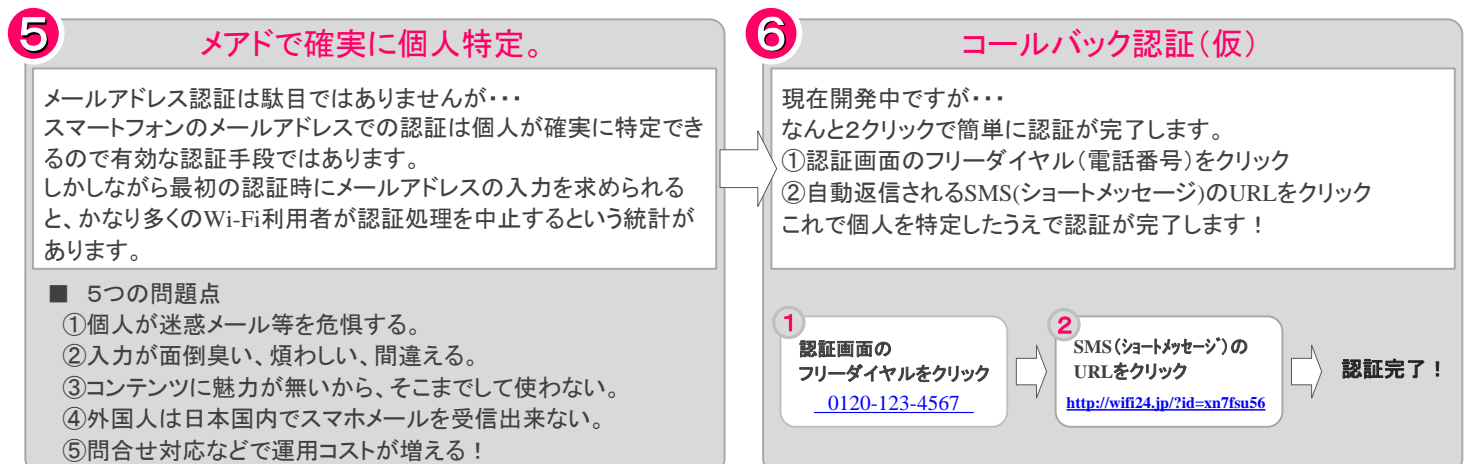 5
メアドで確実に個人特定。
メールアドレス認証は駄目ではありませんが・・・
スマートフォンのメールアドレスでの認証は個人が確実に特定でき
るので有効な認証手段ではあります。
しかしながら最初の認証時にメールアドレスの入力を求められる
と、かなり多くのWi-Fi利用者が認証処理を中止するという統計が
あります。
■ 5つの問題点
①個人が迷惑メール等を危惧する。
②入力が面倒臭い、煩わしい、間違える。
③コンテンツに魅力が無いから、そこまでして使わない。
④外国人は日本国内でスマホメールを受信出来ない。
⑤問合せ対応などで運用コストが増える！
6
コールバック認証（仮）
現在開発中ですが・・・
なんと2クリックで簡単に認証が完了します。
①認証画面のフリーダイヤル（電話番号）をクリック
②自動返信されるSMS(ショートメッセージ)のURLをクリック
これで個人を特定したうえで認証が完了します！
1
認証画面の
フリーダイヤルをクリック
0120-123-4567
2
SMS（ｼｮｰﾄﾒｯｾｰｼﾞ）の
URLをクリック
http://wifi24.jp/?id=xn7fsu56
認証完了！